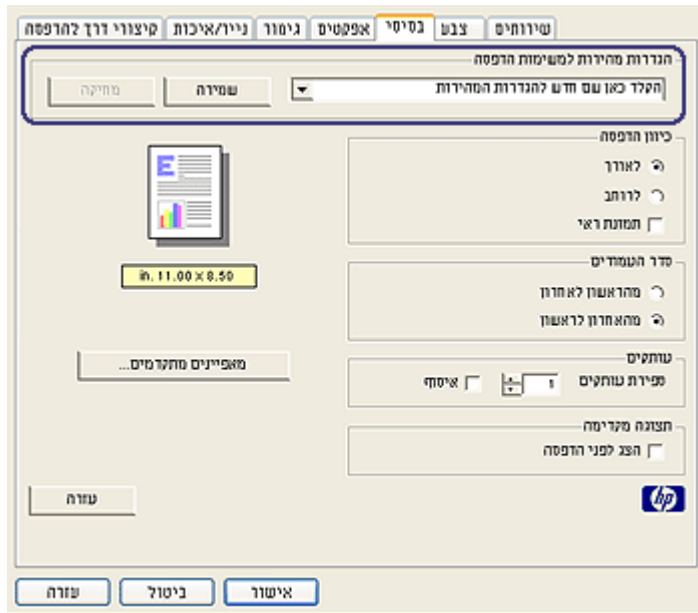 שירותים
צבע
בסיסי
אפקטים
גימור
נייר/איכות
קיצורי דרך להדפסה
הגדרות מהירות למשימות הדפסה
הקלד כאן שם חדש להגדרות המהירות
שמירה
מחיקה
כיוון הדפסה
לאורך
לרוחב
תמונת ראי
E
in. 11.00 x 8.50
סדר העמודים
מהראשון לאחרון
מהאחרון לראשון
מאפיינים מתקדמים...
עותקים
ספירת עותקים
1
איסוף
תצוגה מקדימה
הצג לפני הדפסה
hp
עזרה
אישור
ביטול
עזרה